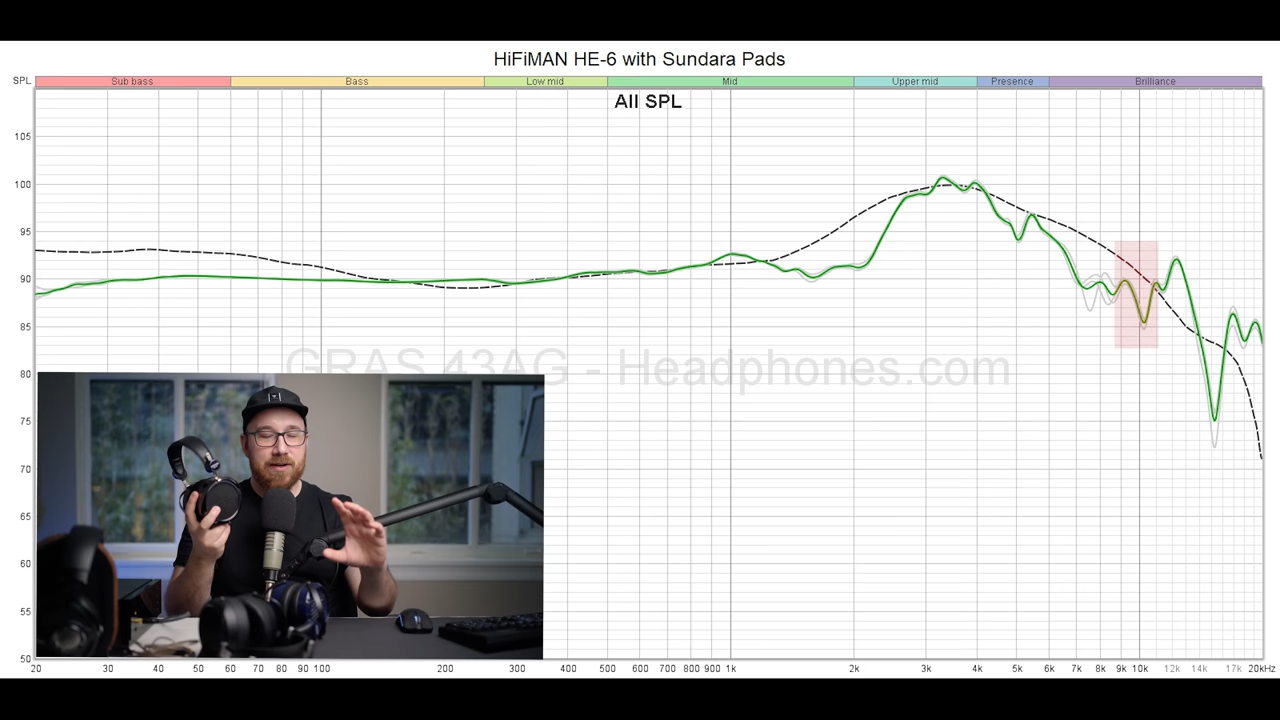 HiFiMAN HE-6 with Sundara Pads
SPL Sub bass Bass Low mid Mid Upper mid Presence Brilliance
All SPL
105
100
95
90
85
80
GRAS 43AG - Headphones.com
75
70
65
60
55
50
20 30 40 50 60 70 80 90 100 200 300 400 500 600 700 800 900 1k 2k 3k 4k 5k 6k 7k 8k 9k 10k 12k 14k 17k 20kHz